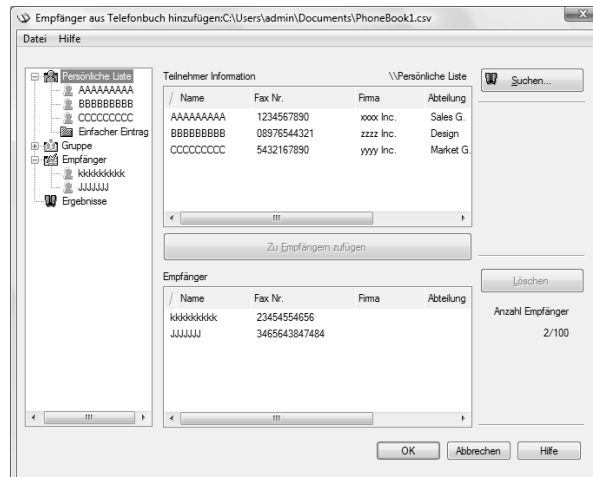 Empfänger aus Telefonbuch hinzufügen:C:\Users\admin\Documents\PhoneBook1.csv
Datei Hilfe
Persönliche Liste
AAAAAAAAA
BBBBBBBBB
CCCCCCCCC
Einfacher Eintrag
Gruppe
Empfänger
kkkkkkkkk
JJJJJJJ
Ergebnisse
Teilnehmer Information \\Persönliche Liste
/ Name Fax Nr. Firma Abteilung
AAAAAAAAA 1234567890 xxxx Inc. Sales G.
BBBBBBBBB 08976544321 zzzz Inc. Design
CCCCCCCCC 5432167890 yyyy Inc. Market G.
Zu Empfängern zufügen
Empfänger
/ Name Fax Nr. Firma Abteilung
kkkkkkkkk 23454554656
JJJJJJJ 3465643847484
Suchen...
Löschen
Anzahl Empfänger
2/100
OK Abbrechen Hilfe